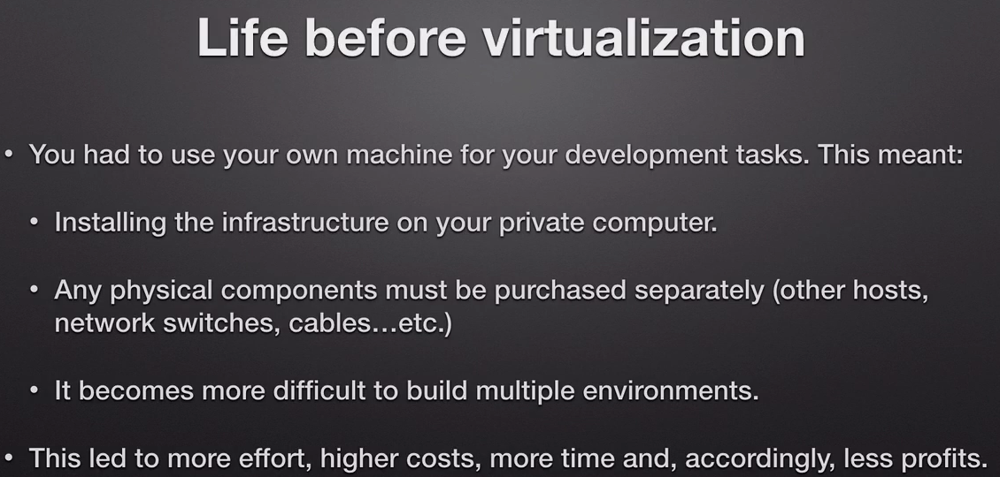 Life before virtualization
• You had to use your own machine for your development tasks. This meant:
• Installing the infrastructure on your private computer.
• Any physical components must be purchased separately (other hosts,
network switches, cables…etc.)
• It becomes more difficult to build multiple environments.
• This led to more effort, higher costs, more time and, accordingly, less profits.